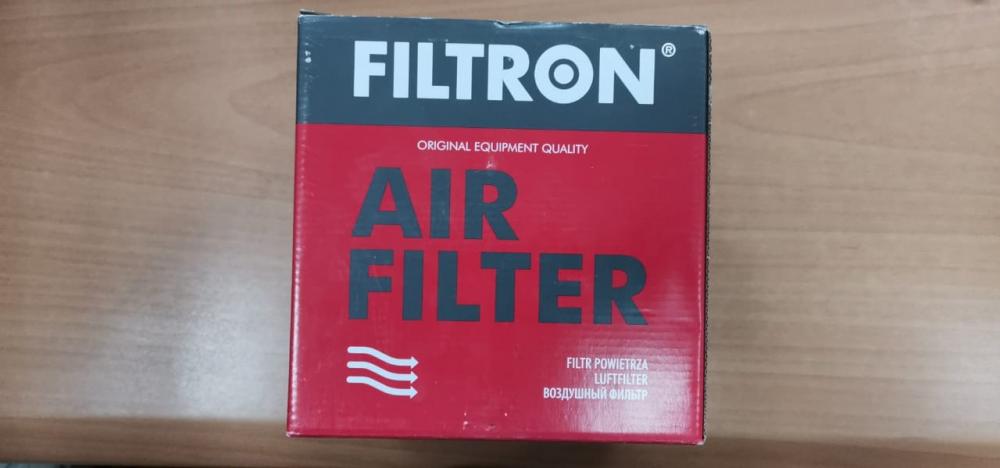 FILTRON®
ORIGINAL EQUIPMENT QUALITY
AIR
FILTER
FILTR POWIETRZA
LUFTFILTER
ВОЗДУШНЫЙ ФИЛЬТР